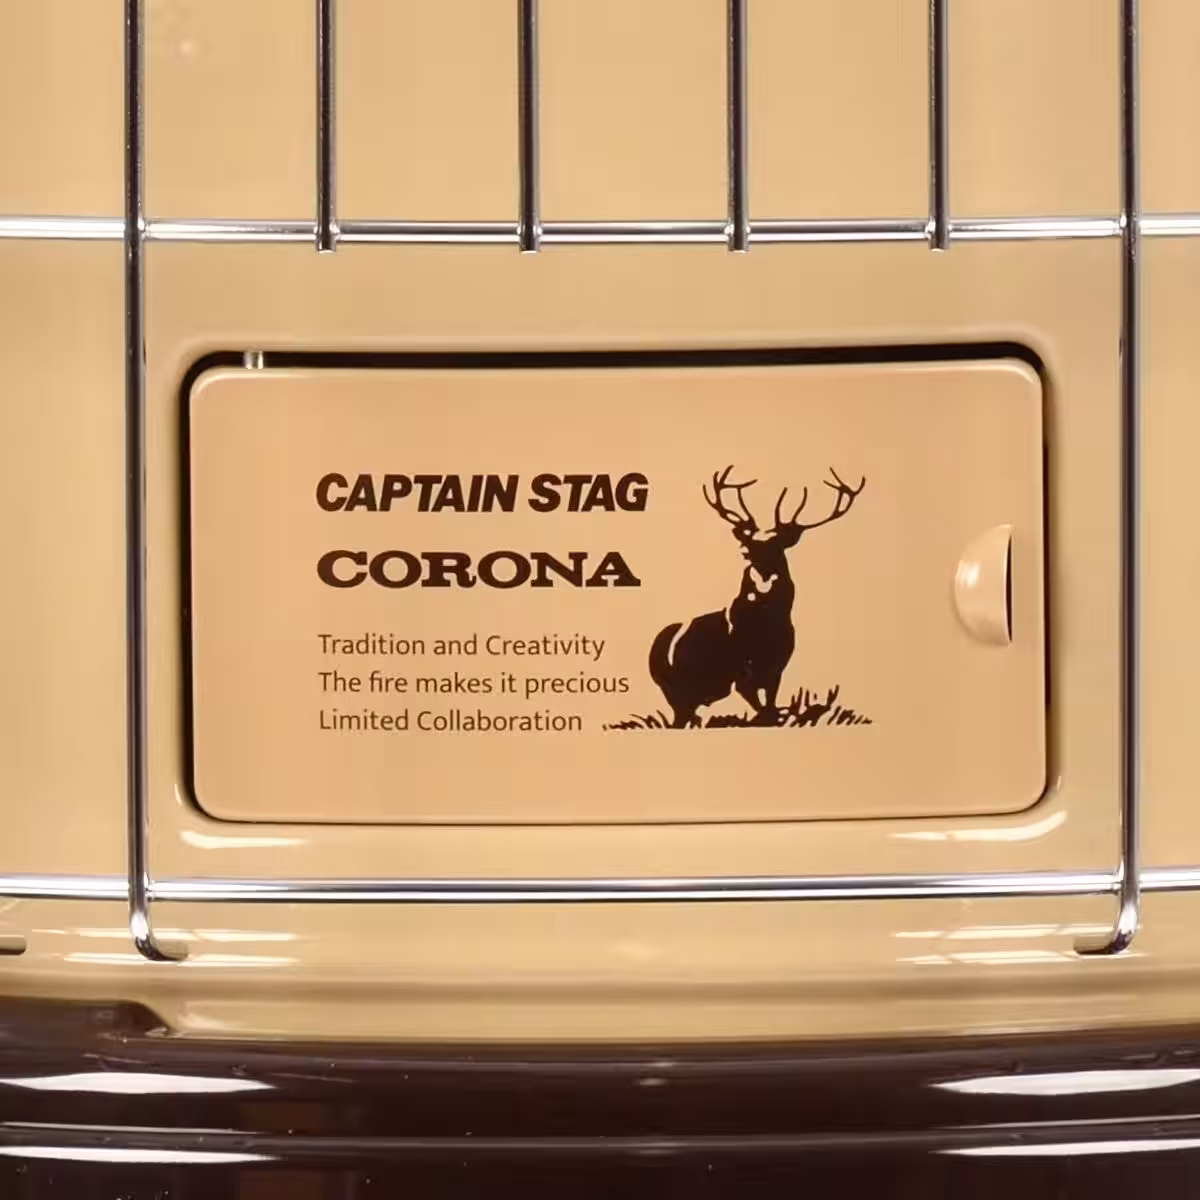 CAPTAIN STAG
CORONA
Tradition and Creativity
The fire makes it precious
Limited Collaboration